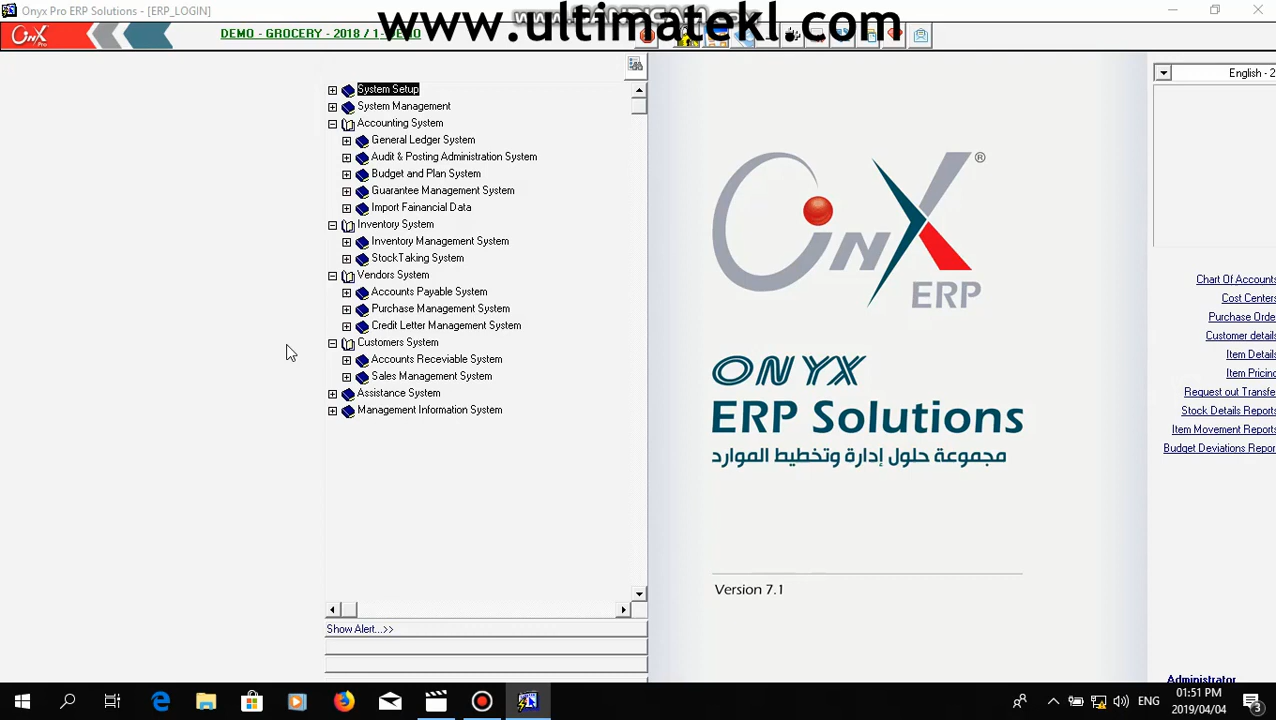 Onyx Pro ERP Solutions - [ERP_LOGIN]
www.ultimatekl.com
OnX
Pro
DEMO - GROCERY - 2018 / 1 - DEMO
System Setup
System Management
Accounting System
General Ledger System
Audit & Posting Administration System
Budget and Plan System
Guarantee Management System
Import Fainancial Data
Inventory System
Inventory Management System
StockTaking System
Vendors System
Accounts Payable System
Purchase Management System
Credit Letter Management System
Customers System
Accounts Receviable System
Sales Management System
Assistance System
Management Information System
Show Alert...>>
OnX
®
ERP
ONYX
ERP Solutions
مجموعة حلول إدارة وتخطيط الموارد
Version 7.1
English - 2
Chart Of Accounts
Cost Centers
Purchase Orde
Customer details
Item Details
Item Pricing
Request out Transfe
Stock Details Reports
Item Movement Reports
Budget Deviations Repor
Administrator
ENG
01:51 PM
2019/04/04
3